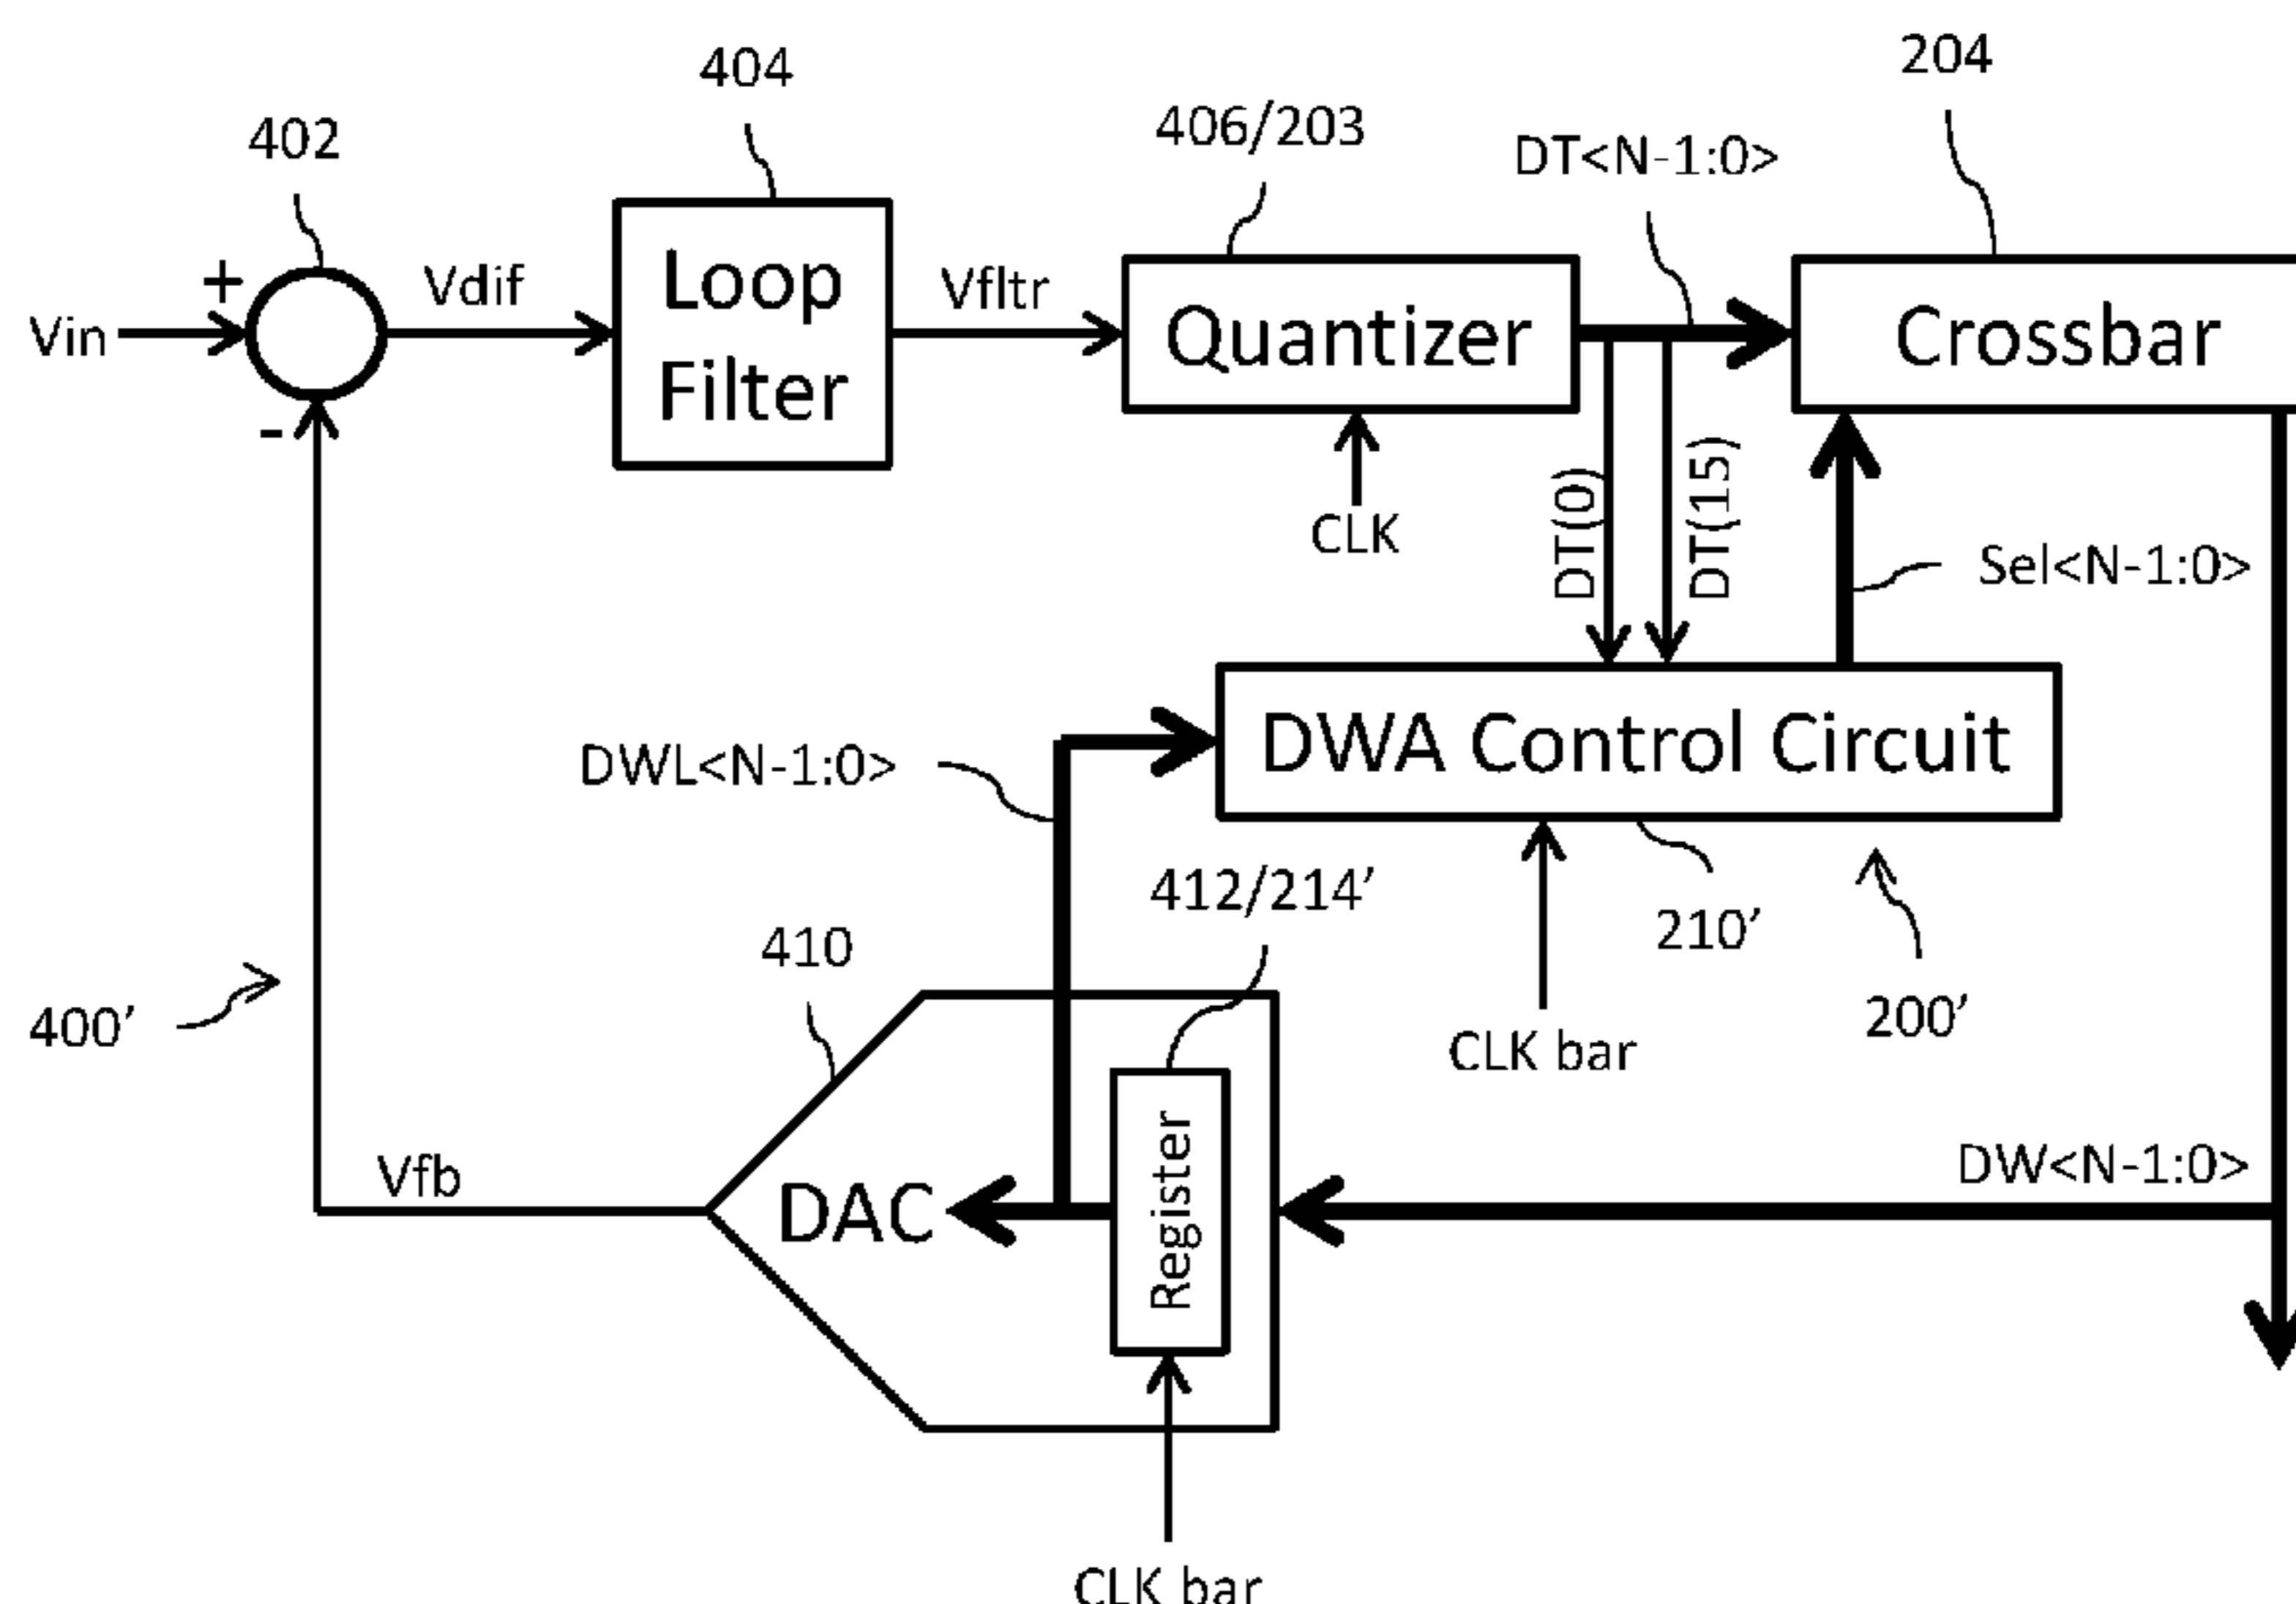 404
204
402
406/203
DT<N-1:0>
+
Vin
Vdif
Loop
Filter
Vfltr
Quantizer
Crossbar
-
CLK
DT(0)
DT(15)
Sel<N-1:0>
DWL<N-1:0>
DWA Control Circuit
412/214’
210’
410
400’
200’
CLK bar
Vfb
DAC
Register
DW<N-1:0>
CLK bar